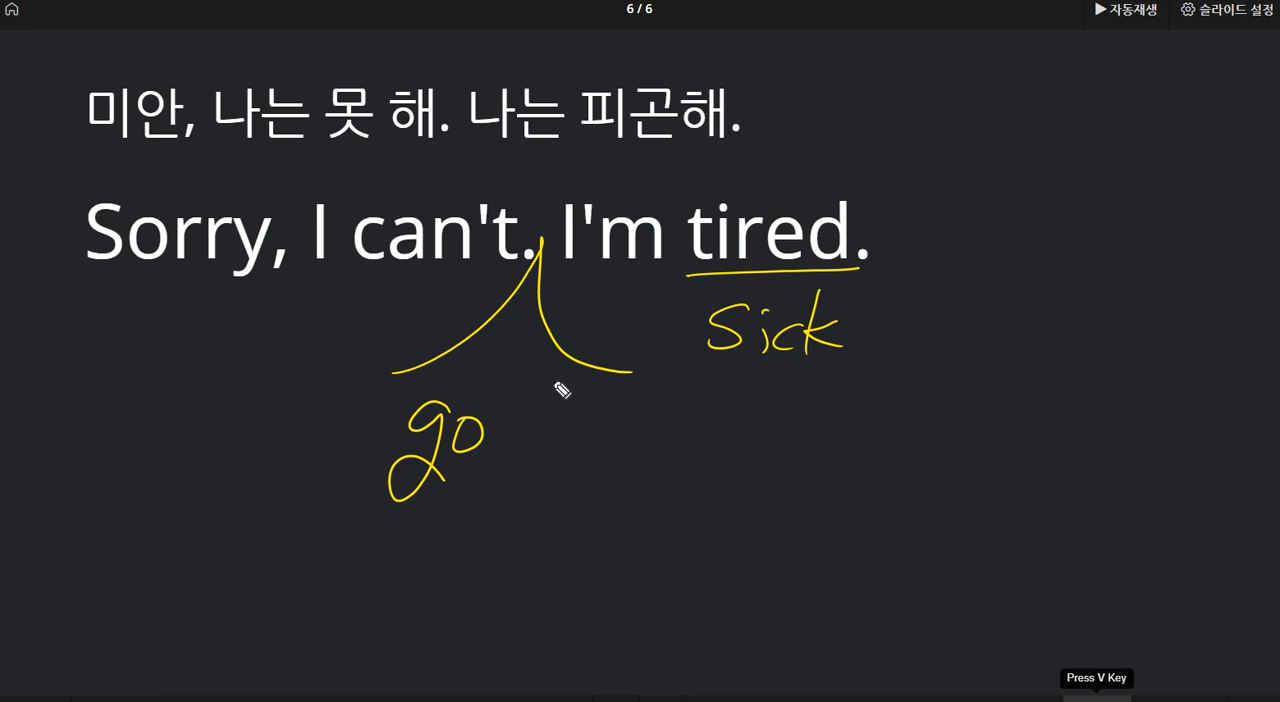 6 / 6
자동재생
슬라이드 설정
미안, 나는 못 해. 나는 피곤해.
Sorry, I can't. I'm tired.
Sick
go
Press V Key